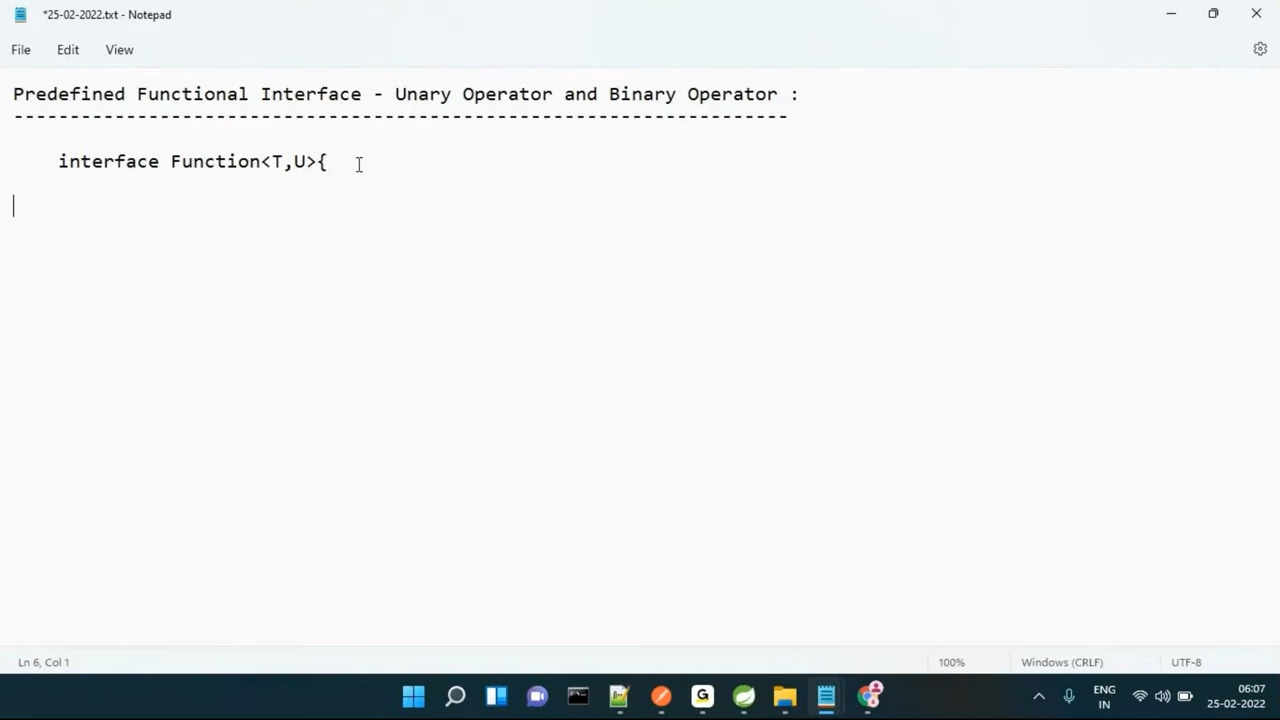 *25-02-2022.txt - Notepad
File Edit View
Predefined Functional Interface - Unary Operator and Binary Operator :
---------------------------------------------------------------------
interface Function<T,U>{
Ln 6, Col 1 100% Windows (CRLF) UTF-8
G
ENG
IN
06:07
25-02-2022